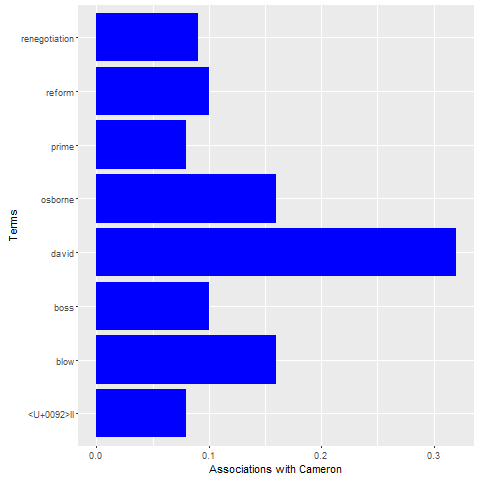 renegotiation
reform
prime
osborne
david
boss
blow
<U+0092>ll
Terms
0.0 0.1 0.2 0.3
Associations with Cameron